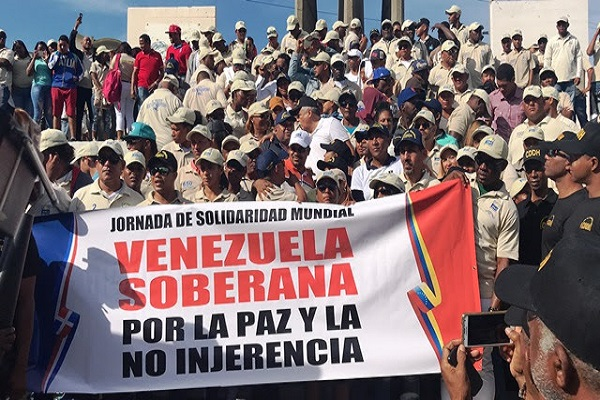 JORNADA DE SOLIDARIDAD MUNDIAL
VENEZUELA
SOBERANA
POR LA PAZ Y LA
NO INJERENCIA